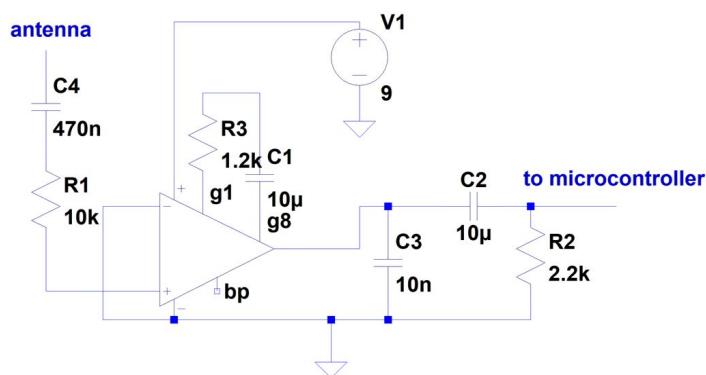 antenna
V1
C4
470n
9
R3
1.2k
C1
10µ
R1
10k
g1
g8
C2
10µ
to microcontroller
C3
10n
R2
2.2k
bp